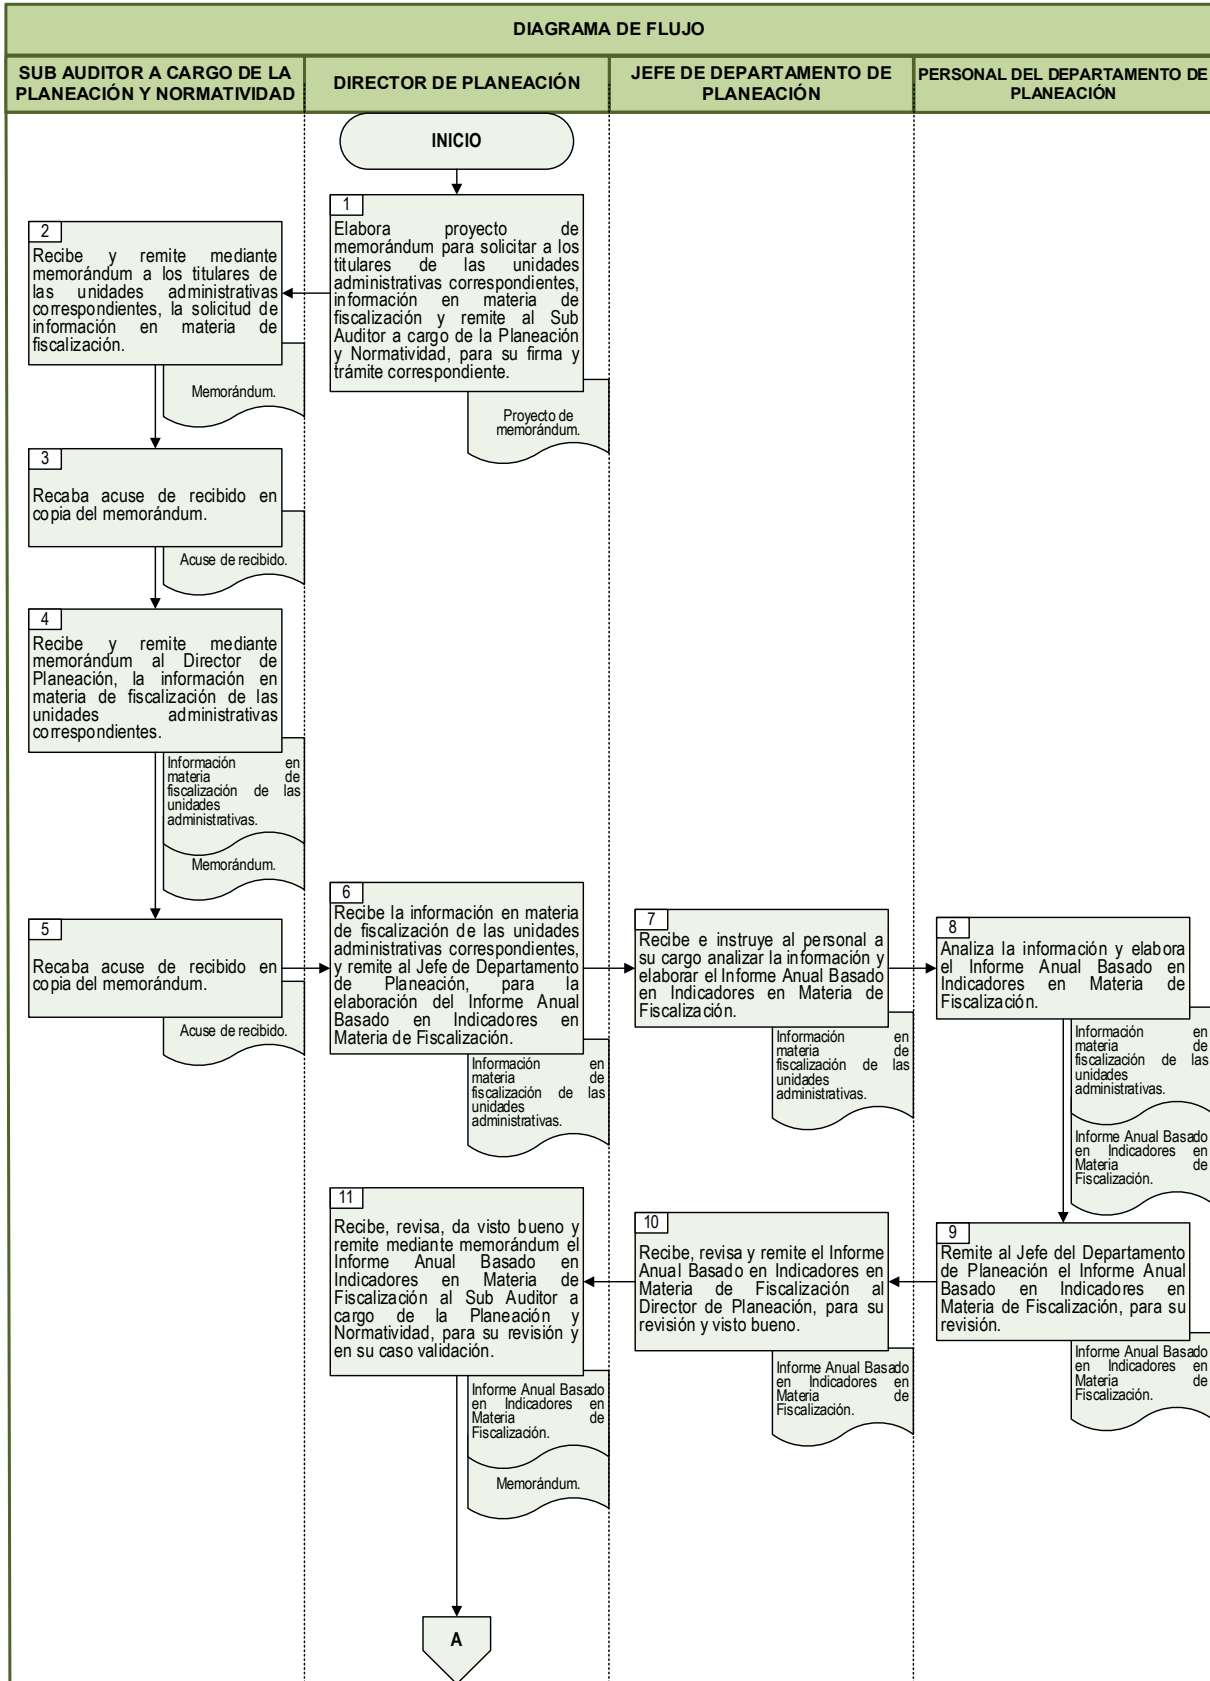 DIAGRAMA DE FLUJO
SUB AUDITOR A CARGO DE LA
PLANEACIÓN Y NORMATIVIDAD
DIRECTOR DE PLANEACIÓN
JEFE DE DEPARTAMENTO DE
PLANEACIÓN
PERSONAL DEL DEPARTAMENTO DE
PLANEACIÓN
INICIO
1
Elabora proyecto de
memorándum para solicitar a los
titulares de las unidades
administrativas correspondientes,
información en materia de
fiscalización y remite al Sub
Auditor a cargo de la Planeación
y Normatividad, para su firma y
trámite correspondiente.
Proyecto de
memorándum.
2
Recibe y remite mediante
memorándum a los titulares de
las unidades administrativas
correspondientes, la solicitud de
información en materia de
fiscalización.
Memorándum.
3
Recaba acuse de recibido en
copia del memorándum.
Acuse de recibido.
4
Recibe y remite mediante
memorándum al Director de
Planeación, la información en
materia de fiscalización de las
unidades administrativas
correspondientes.
Información en
materia de
fiscalización de las
unidades
administrativas.
Memorándum.
5
Recaba acuse de recibido en
copia del memorándum.
Acuse de recibido.
6
Recibe la información en materia
de fiscalización de las unidades
administrativas correspondientes,
y remite al Jefe de Departamento
de Planeación, para la
elaboración del Informe Anual
Basado en Indicadores en
Materia de Fiscalización.
Información en
materia de
fiscalización de las
unidades
administrativas.
7
Recibe e instruye al personal a
su cargo analizar la información y
elaborar el Informe Anual Basado
en Indicadores en Materia de
Fiscalización.
Información en
materia de
fiscalización de las
unidades
administrativas.
8
Analiza la información y elabora
el Informe Anual Basado en
Indicadores en Materia de
Fiscalización.
Información en
materia de
fiscalización de las
unidades
administrativas.
Informe Anual Basado
en Indicadores en
Materia de
Fiscalización.
9
Remite al Jefe del Departamento
de Planeación el Informe Anual
Basado en Indicadores en
Materia de Fiscalización, para su
revisión.
Informe Anual Basado
en Indicadores en
Materia de
Fiscalización.
10
Recibe, revisa y remite el Informe
Anual Basado en Indicadores en
Materia de Fiscalización al
Director de Planeación, para su
revisión y visto bueno.
Informe Anual Basado
en Indicadores en
Materia de
Fiscalización.
11
Recibe, revisa, da visto bueno y
remite mediante memorándum el
Informe Anual Basado en
Indicadores en Materia de
Fiscalización al Sub Auditor a
cargo de la Planeación y
Normatividad, para su revisión y
en su caso validación.
Informe Anual Basado
en Indicadores en
Materia de
Fiscalización.
Memorándum.
A